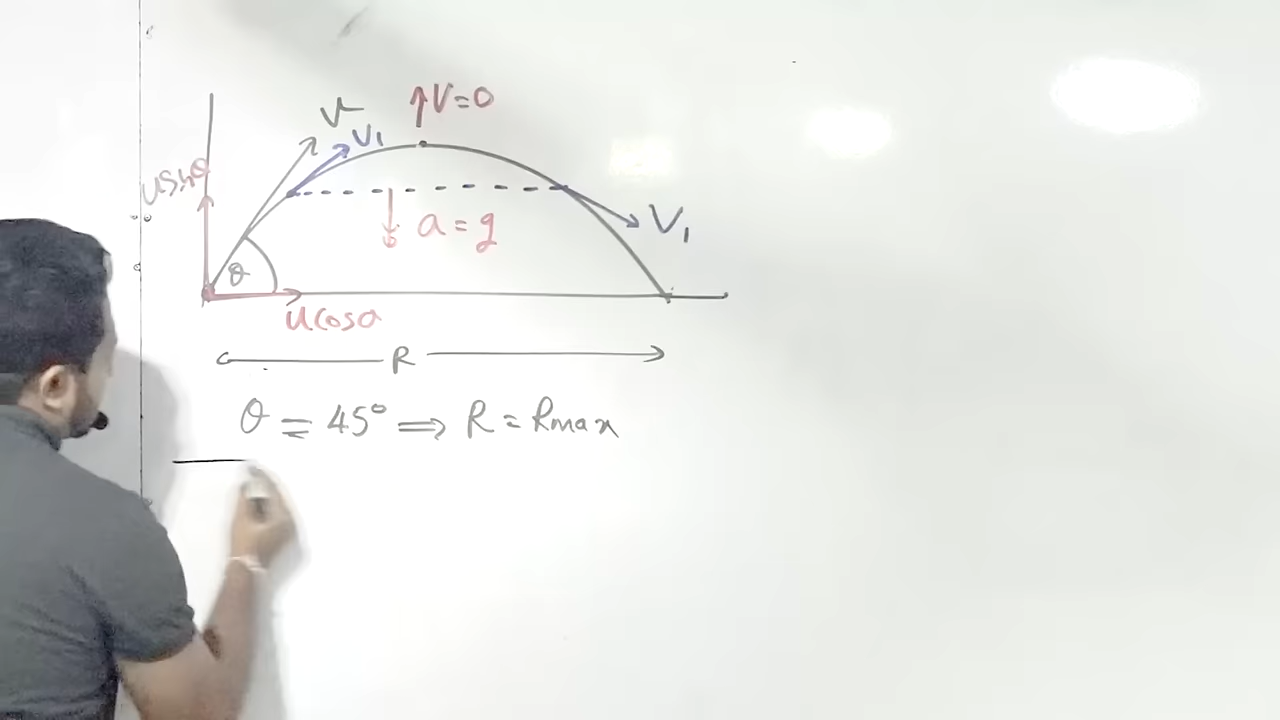 ↑V=0
V
V₁
usinθ
↓ a = g
V₁
θ
ucosθ
R
θ = 45° ⇒ R = Rmax